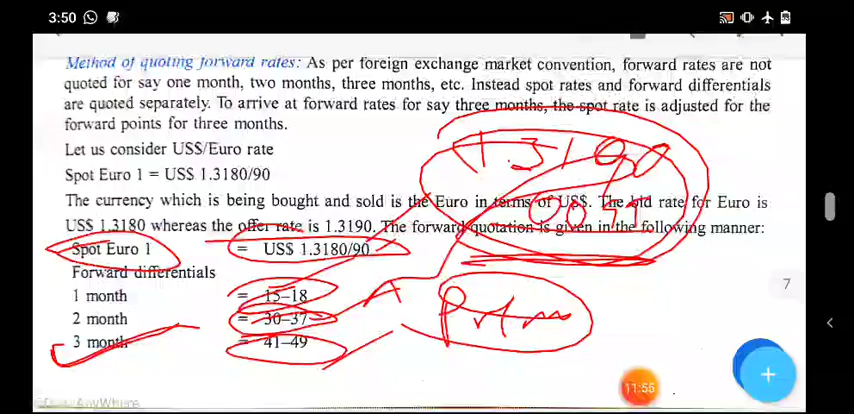 3:50
Method of quoting forward rates: As per foreign exchange market convention, forward rates are not
quoted for say one month, two months, three months, etc. Instead spot rates and forward differentials
are quoted separately. To arrive at forward rates for say three months, the spot rate is adjusted for the
forward points for three months.
Let us consider US$/Euro rate
Spot Euro 1 = US$ 1.3180/90
The currency which is being bought and sold is the Euro in terms of US$. The bid rate for Euro is
US$ 1.3180 whereas the offer rate is 1.3190. The forward quotation is given in the following manner:
Spot Euro 1 = US$ 1.3180/90
Forward differentials
1 month = 15–18
2 month = 30–37
3 month = 41–49
7
11:55